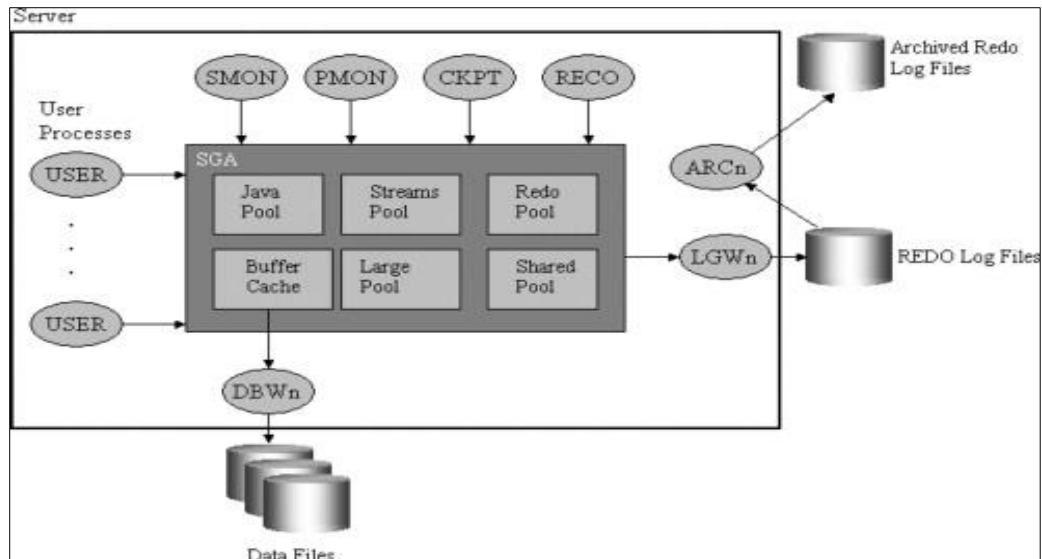 Server
SMON
PMON
CKPT
RECO
Archived Redo
Log Files
User
Processes
USER
SGA
Java
Pool
Streams
Pool
Redo
Pool
ARCn
.
.
.
Buffer
Cache
Large
Pool
Shared
Pool
LGWn
REDO Log Files
USER
DBWn
Data Files